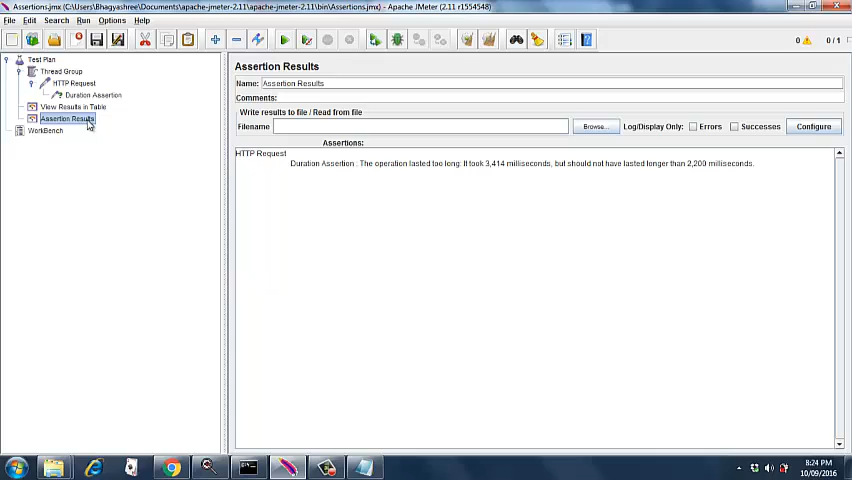 Assertions.jmx (C:\Users\Bhagyashree\Documents\apache-jmeter-2.11\apache-jmeter-2.11\bin\Assertions.jmx) - Apache JMeter (2.11 r1554548)
File Edit Search Run Options Help
0 0 / 1
Test Plan
Thread Group
HTTP Request
Duration Assertion
View Results in Table
Assertion Results
WorkBench
Assertion Results
Name: Assertion Results
Comments:
Write results to file / Read from file
Filename Browse... Log/Display Only: Errors Successes Configure
Assertions:
HTTP Request
Duration Assertion : The operation lasted too long: It took 3,414 milliseconds, but should not have lasted longer than 2,209 milliseconds.
8:24 PM
10/09/2016